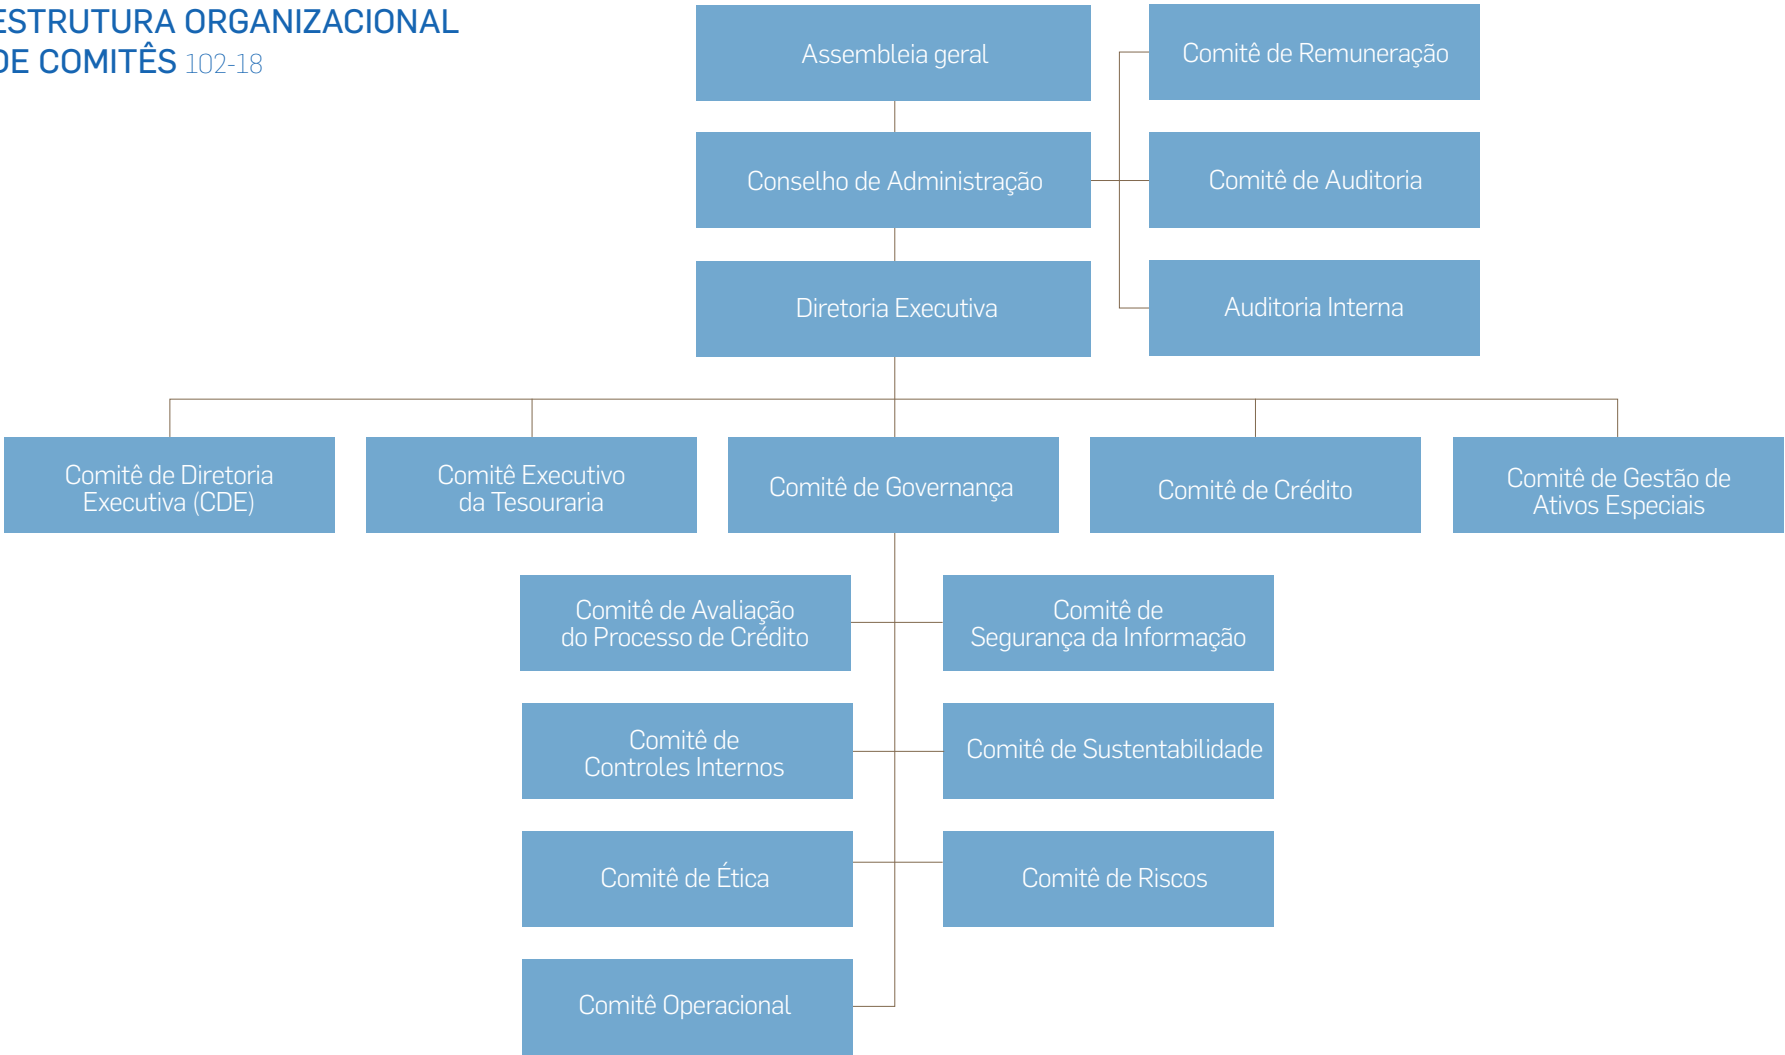 ESTRUTURA ORGANIZACIONAL
DE COMITÊS 102-18
Assembleia geral
Comitê de Remuneração
Conselho de Administração
Comitê de Auditoria
Diretoria Executiva
Auditoria Interna
Comitê de Diretoria
Executiva (CDE)
Comitê Executivo
da Tesouraria
Comitê de Governança
Comitê de Crédito
Comitê de Gestão de
Ativos Especiais
Comitê de Avaliação
do Processo de Crédito
Comitê de
Segurança da Informação
Comitê de
Controles Internos
Comitê de Sustentabilidade
Comitê de Ética
Comitê de Riscos
Comitê Operacional